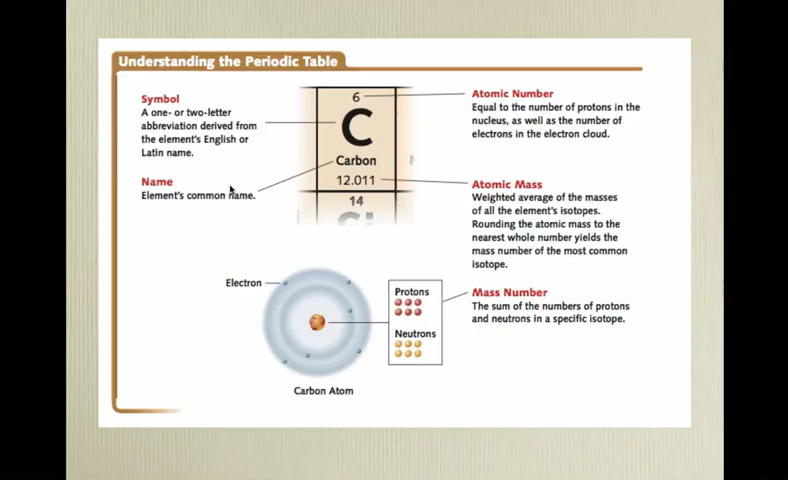 Understanding the Periodic Table
Symbol
A one- or two-letter
abbreviation derived from
the element's English or
Latin name.
Name
Element's common name.
6
C
Carbon
12.011
14
Atomic Number
Equal to the number of protons in the
nucleus, as well as the number of
electrons in the electron cloud.
Atomic Mass
Weighted average of the masses
of all the element's isotopes.
Rounding the atomic mass to the
nearest whole number yields the
mass number of the most common
isotope.
Electron
Protons
Neutrons
Mass Number
The sum of the numbers of protons
and neutrons in a specific isotope.
Carbon Atom